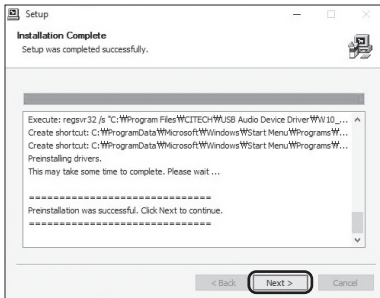 Setup
Installation Complete
Setup was completed successfully.
Execute: regsvr32 /s "C:₩Program Files₩CITECH₩USB Audio Device Driver₩W10_...
Create shortcut: C:₩ProgramData₩Microsoft₩Windows₩Start Menu₩Programs₩...
Create shortcut: C:₩ProgramData₩Microsoft₩Windows₩Start Menu₩Programs₩...
Preinstalling drivers.
This may take some time to complete. Please wait ...
==============================
Preinstallation was successful. Click Next to continue.
==============================
< Back
Next >
Cancel